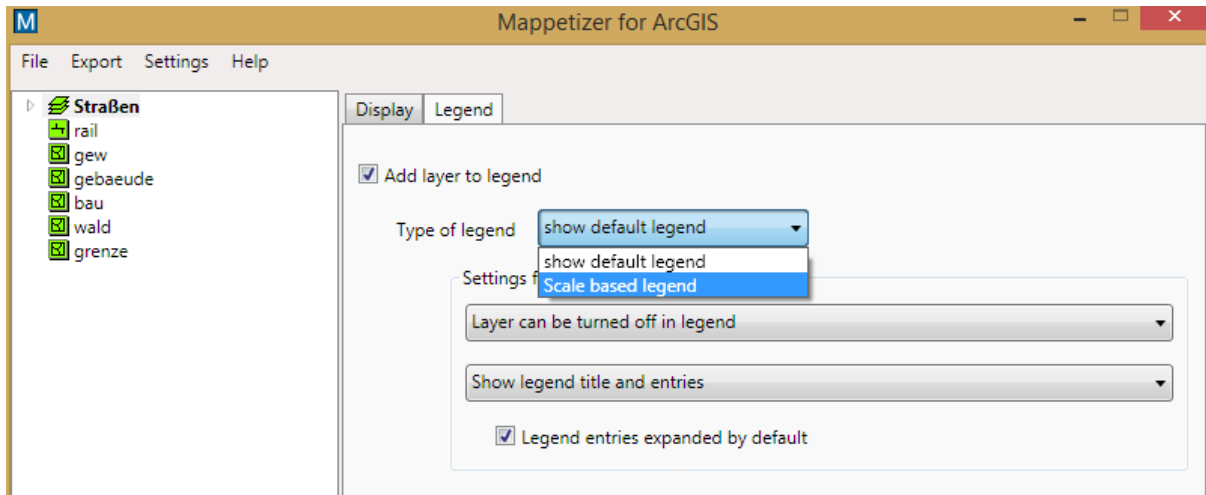 M Mappetizer for ArcGIS
File Export Settings Help
Straßen
rail
gew
gebaeude
bau
wald
grenze
Display Legend
Add layer to legend
Type of legend show default legend
show default legend
Scale based legend
Settings
Layer can be turned off in legend
Show legend title and entries
Legend entries expanded by default